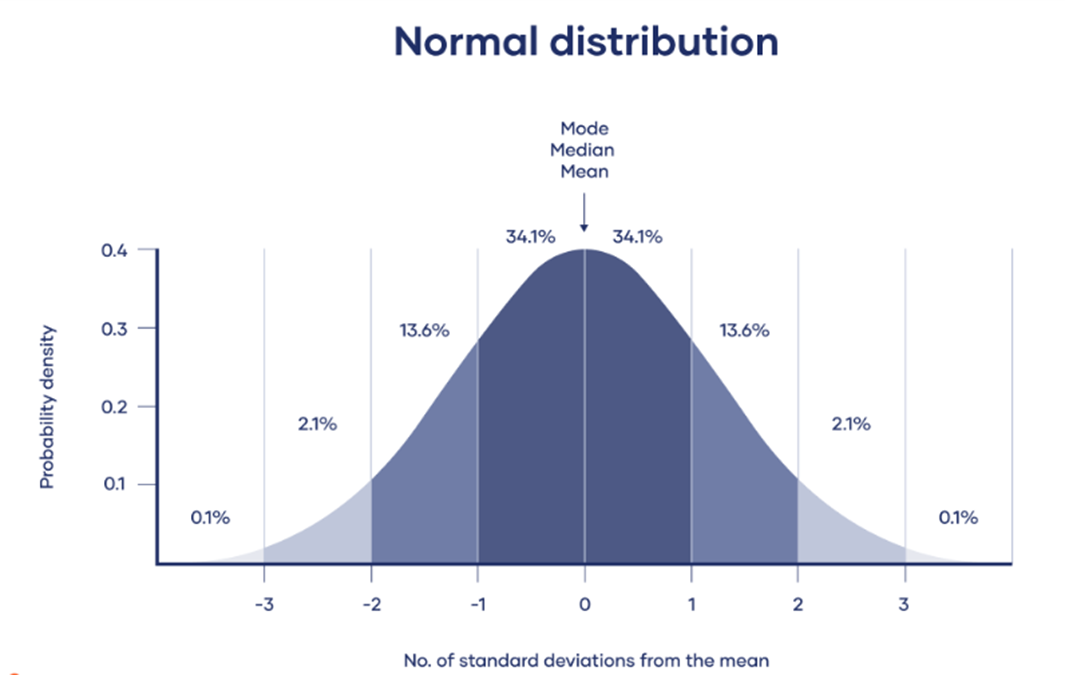 Normal distribution
Mode
Median
Mean
34.1% 34.1%
0.4
13.6% 13.6%
0.3
0.2
2.1% 2.1%
0.1
0.1% 0.1%
Probability density
-3 -2 -1 0 1 2 3
No. of standard deviations from the mean